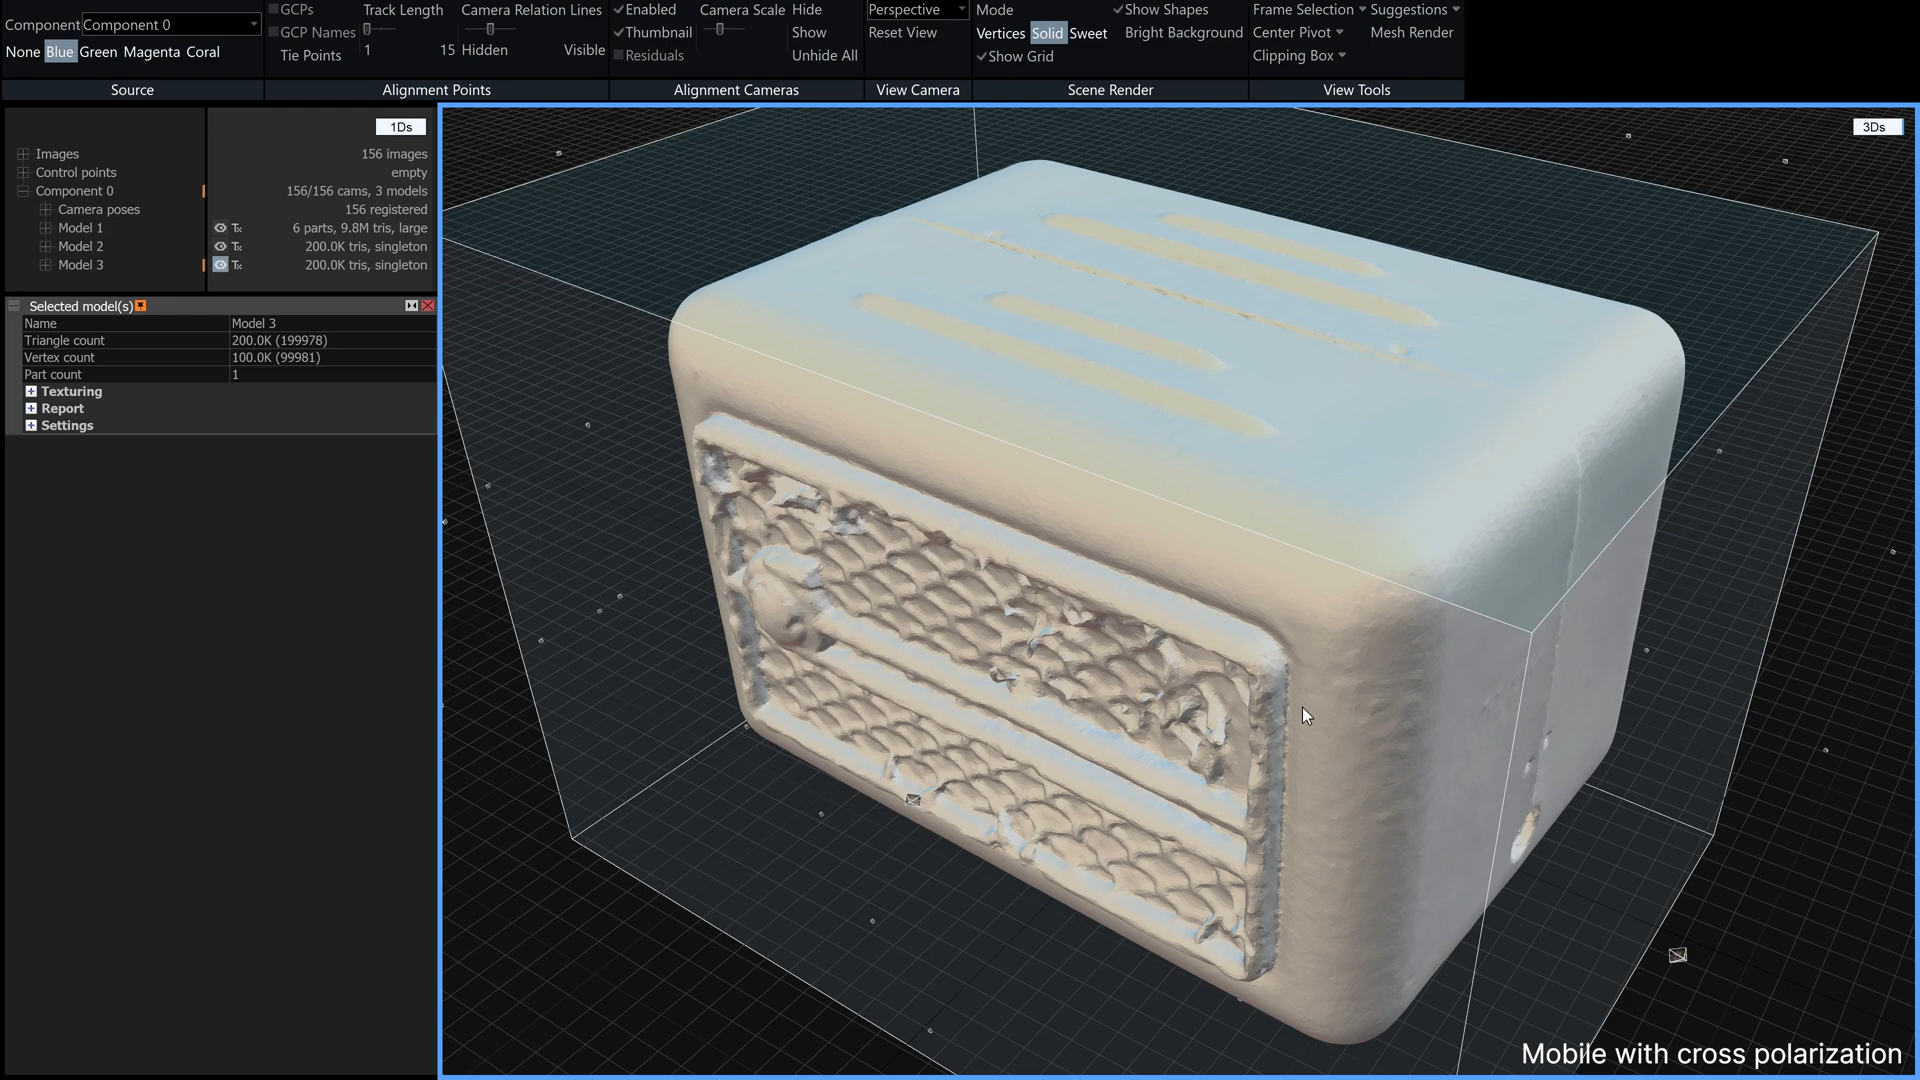 Component Component 0
None Blue Green Magenta Coral
Source
GCPs
GCP Names
Tie Points
Track Length
1 15
Camera Relation Lines
Hidden Visible
Alignment Points
Enabled
Thumbnail
Residuals
Camera Scale
Hide
Show
Unhide All
Alignment Cameras
Perspective
Reset View
View Camera
Mode
Vertices Solid Sweet
Show Grid
Show Shapes
Bright Background
Scene Render
Frame Selection
Center Pivot
Clipping Box
Suggestions
Mesh Render
View Tools
1Ds
Images 156 images
Control points empty
Component 0 156/156 cams, 3 models
Camera poses 156 registered
Model 1 Tx 6 parts, 9.8M tris, large
Model 2 Tx 200.0K tris, singleton
Model 3 Tx 200.0K tris, singleton
Selected model(s)
Name Model 3
Triangle count 200.0K (199978)
Vertex count 100.0K (99981)
Part count 1
Texturing
Report
Settings
3Ds
Mobile with cross polarization